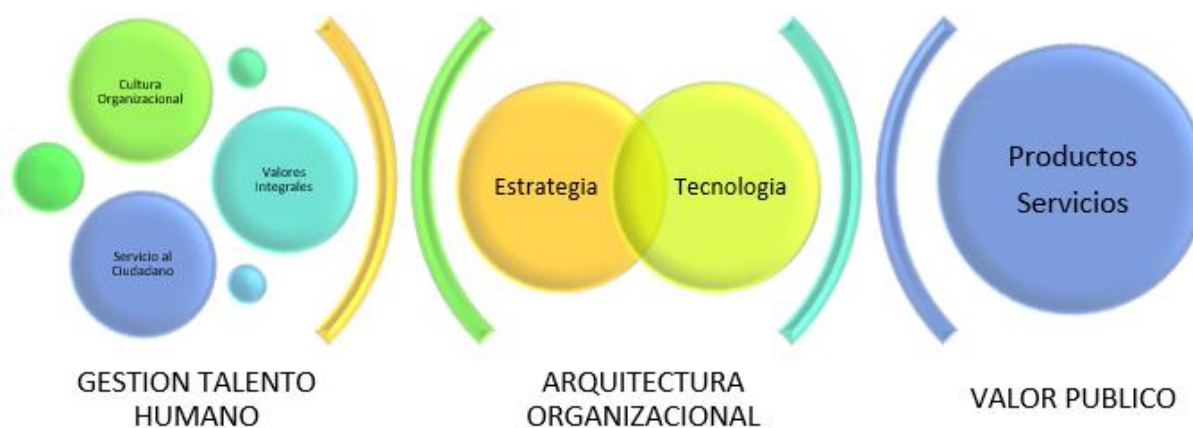 Cultura
Organizacional
Valores
Integrales
Servicio al
Ciudadano
GESTION TALENTO
HUMANO
Estrategia
Tecnologia
ARQUITECTURA
ORGANIZACIONAL
Productos
Servicios
VALOR PUBLICO